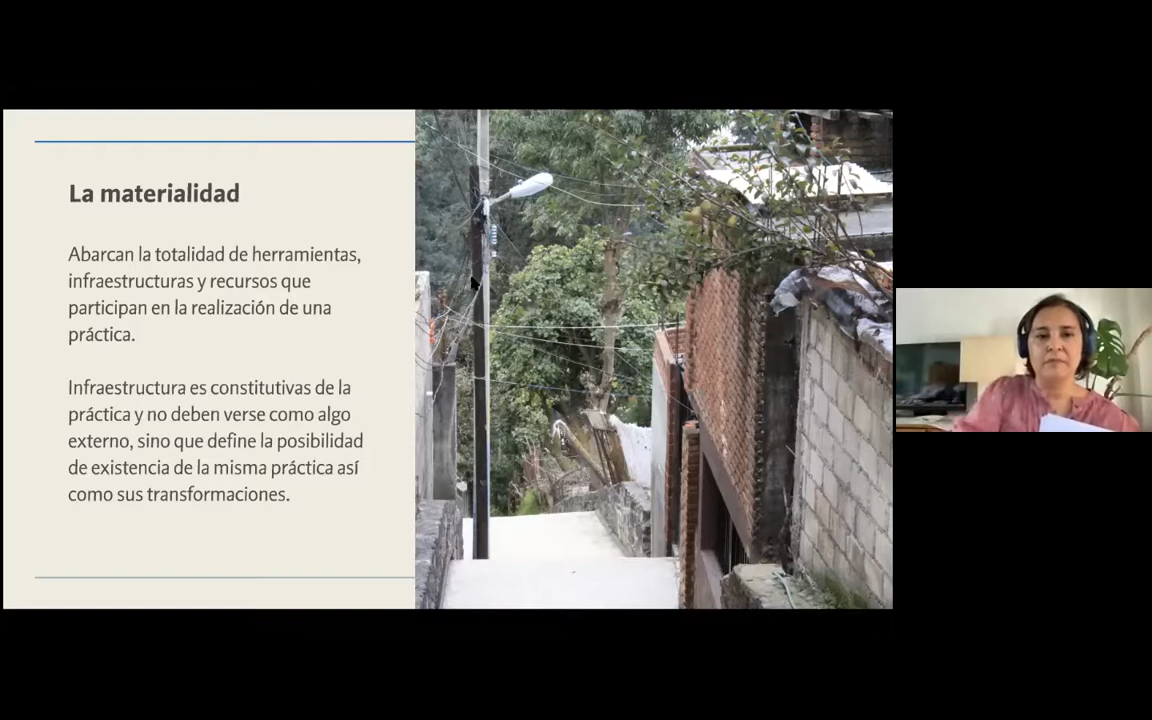 La materialidad
Abarcan la totalidad de herramientas,
infraestructuras y recursos que
participan en la realización de una
práctica.
Infraestructura es constitutivas de la
práctica y no deben verse como algo
externo, sino que define la posibilidad
de existencia de la misma práctica así
como sus transformaciones.